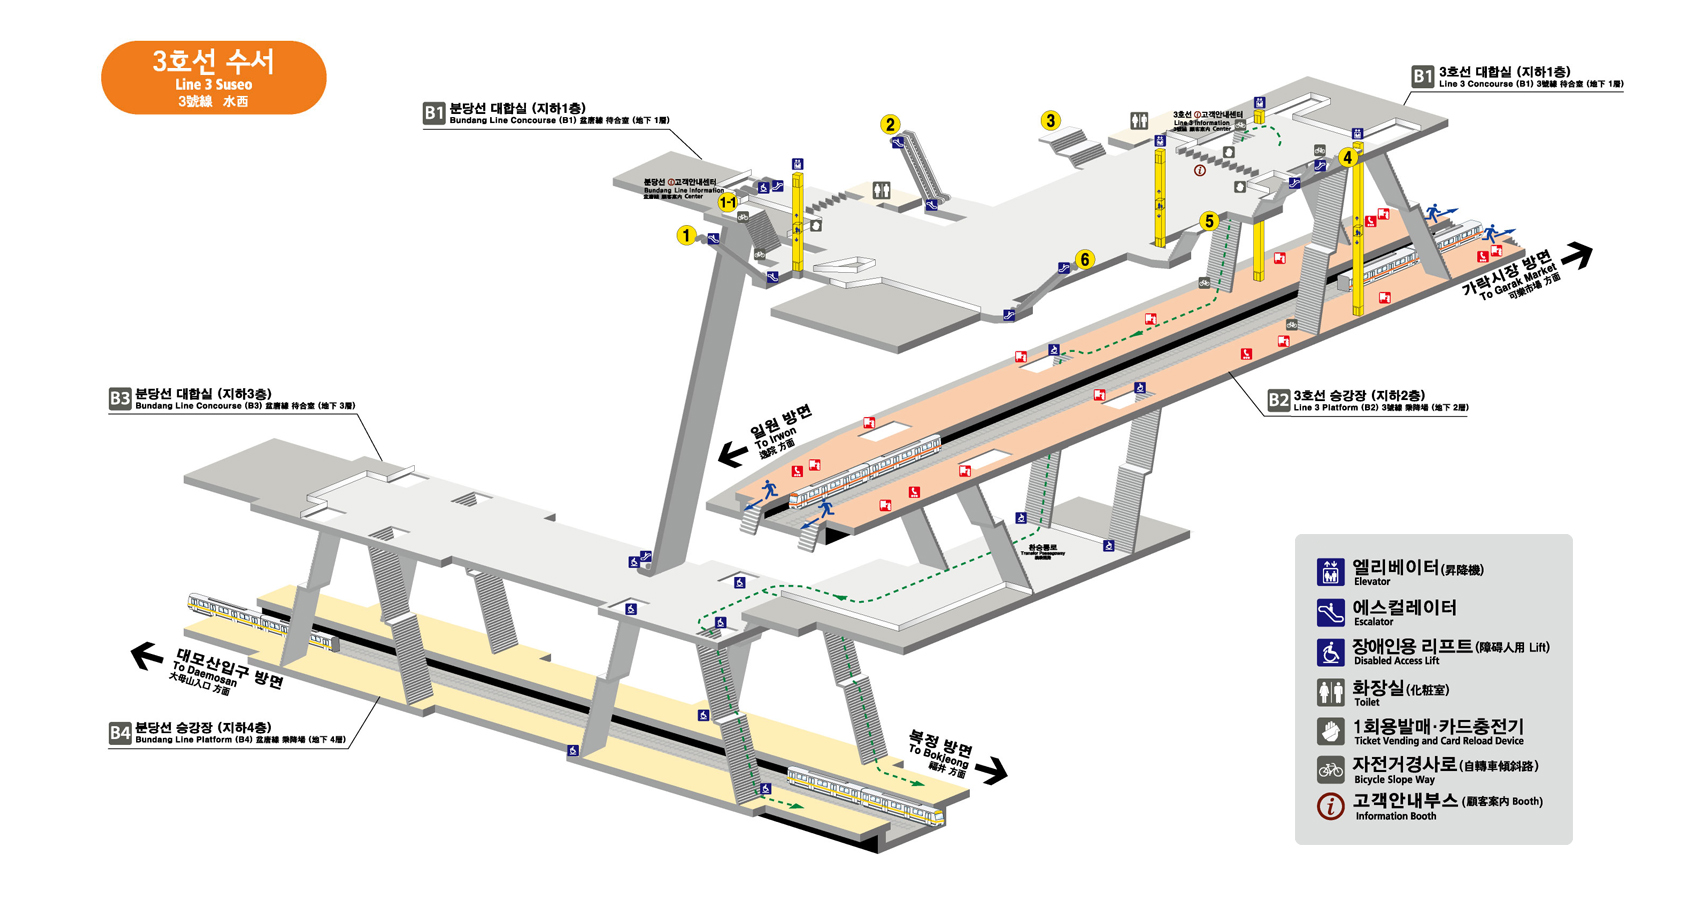 3호선 수서
Line 3 Suseo
3號線 水西
B1 분당선 대합실 (지하1층)
Bundang Line Concourse (B1) 盆唐線 待合室 (地下 1層)
B1 3호선 대합실 (지하1층)
Line 3 Concourse (B1) 3號線 待合室 (地下 1層)
3호선 i고객안내센터
Line 3 Information
3號線 顧客案內 Center
분당선 i고객안내센터
Bundang Line Information
盆唐線 顧客案內 Center
1
1-1
2
3
4
5
6
가락시장 방면
To Garak Market
可樂市場 方面
B3 분당선 대합실 (지하3층)
Bundang Line Concourse (B3) 盆唐線 待合室 (地下 3層)
B2 3호선 승강장 (지하2층)
Line 3 Platform (B2) 3號線 乘降場 (地下 2層)
일원 방면
To Irwon
逸院 方面
환승통로
Transfer Passageway
대모산입구 방면
To Daemosan
大母山入口 方面
B4 분당선 승강장 (지하4층)
Bundang Line Platform (B4) 盆唐線 乘降場 (地下 4層)
복정 방면
To Bokjeong
福井 方面
엘리베이터(昇降機)
Elevator
에스컬레이터
Escalator
장애인용 리프트(障碍人用 Lift)
Disabled Access Lift
화장실(化粧室)
Toilet
1회용발매·카드충전기
Ticket Vending and Card Reload Device
자전거경사로(自轉車傾斜路)
Bicycle Slope Way
i 고객안내부스 (顧客案內 Booth)
Information Booth